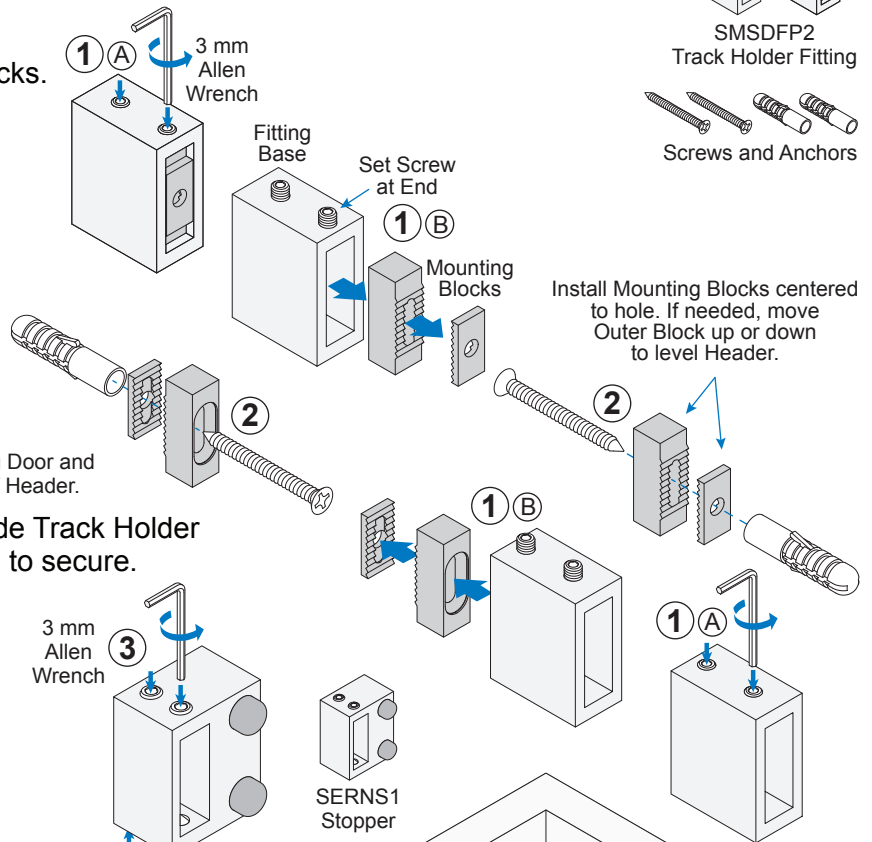 SMSDFP2
Track Holder Fitting
Screws and Anchors
1 A
3 mm
Allen
Wrench
cks.
Fitting
Base
Set Screw
at End
1 B
Mounting
Blocks
Install Mounting Blocks centered
to hole. If needed, move
Outer Block up or down
to level Header.
2
2
Door and
Header.
1 B
de Track Holder
to secure.
3 mm
Allen
Wrench
3
1 A
SERNS1
Stopper